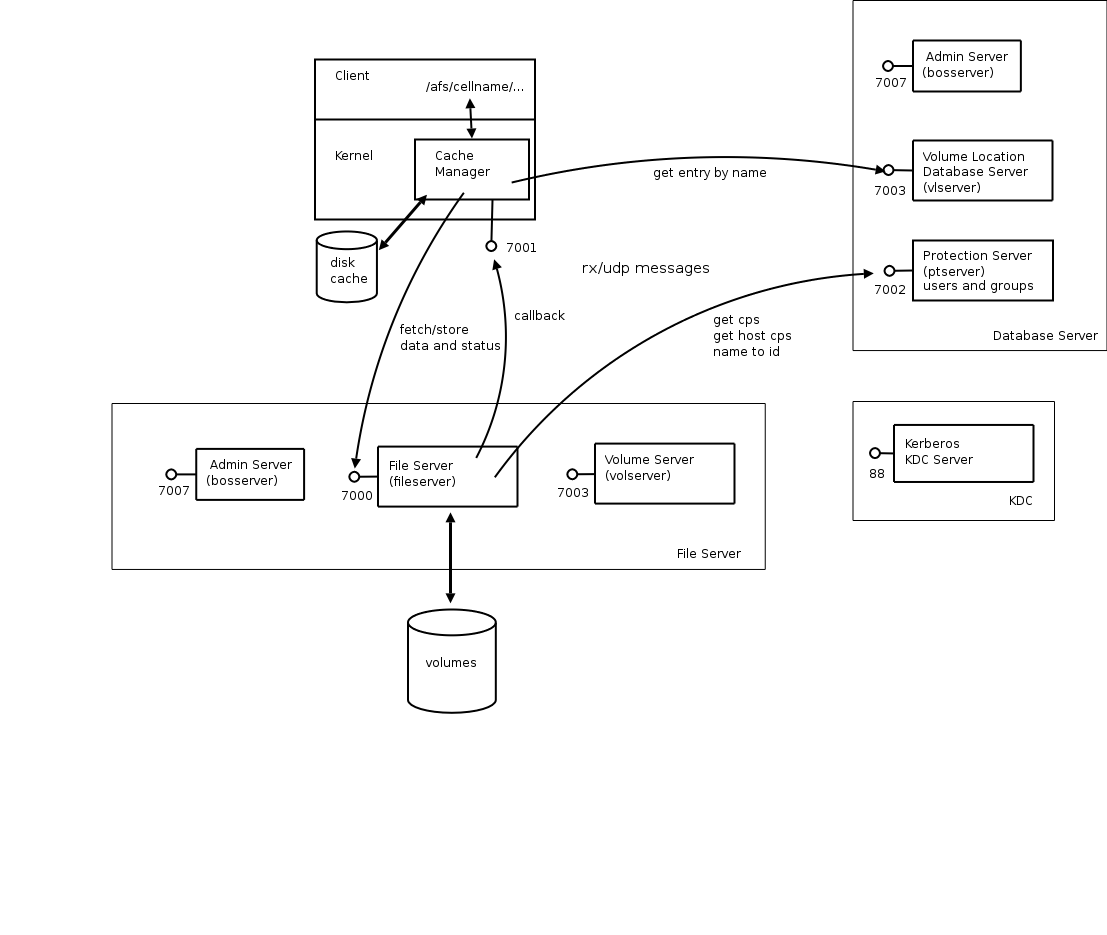 Client
/afs/cellname/...
Kernel
Cache
Manager
disk
cache
7001
get entry by name
rx/udp messages
callback
fetch/store
data and status
get cps
get host cps
name to id
Admin Server
(bosserver)
7007
Volume Location
Database Server
(vlserver)
7003
Protection Server
(ptserver)
users and groups
7002
Database Server
Kerberos
KDC Server
88
KDC
Admin Server
(bosserver)
7007
File Server
(fileserver)
7000
Volume Server
(volserver)
7003
File Server
volumes